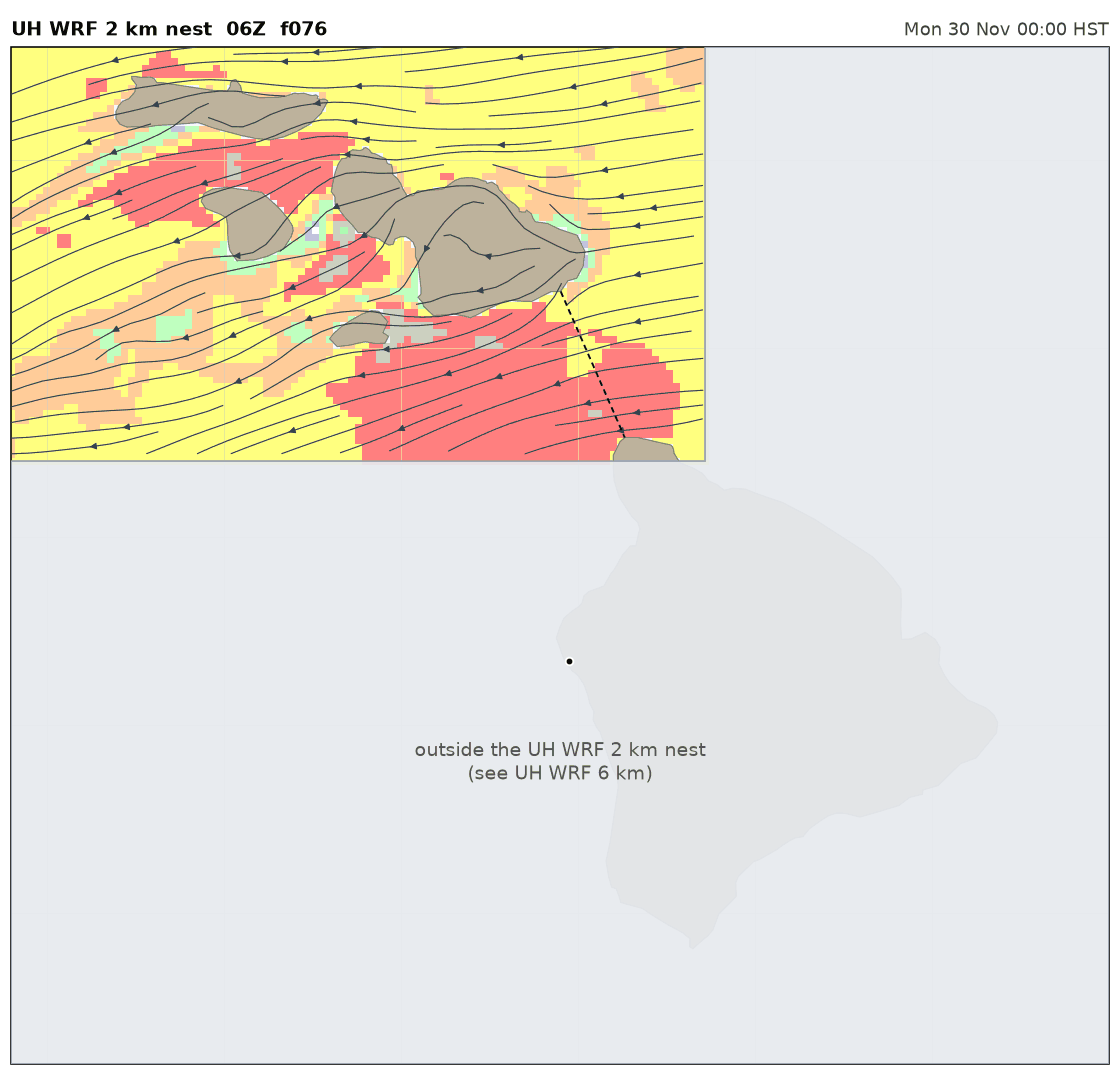 UH WRF 2 km nest  06Z  f076
Mon 30 Nov 00:00 HST
outside the UH WRF 2 km nest
(see UH WRF 6 km)